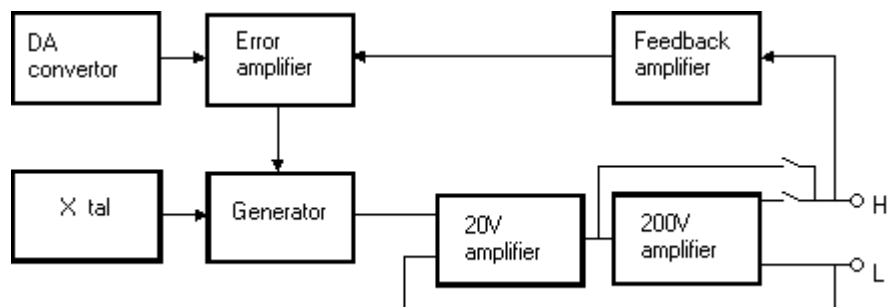 DA
convertor
Error
amplifier
Feedback
amplifier
X tal
Generator
20V
amplifier
200V
amplifier
H
L